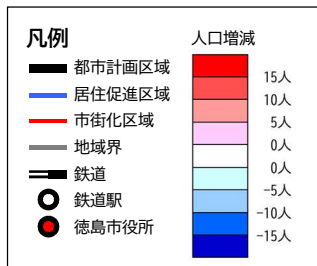 凡例
都市計画区域
居住促進区域
市街化区域
地域界
鉄道
鉄道駅
徳島市役所
人口増減
15人
10人
5人
0人
0人
−5人
−10人
−15人